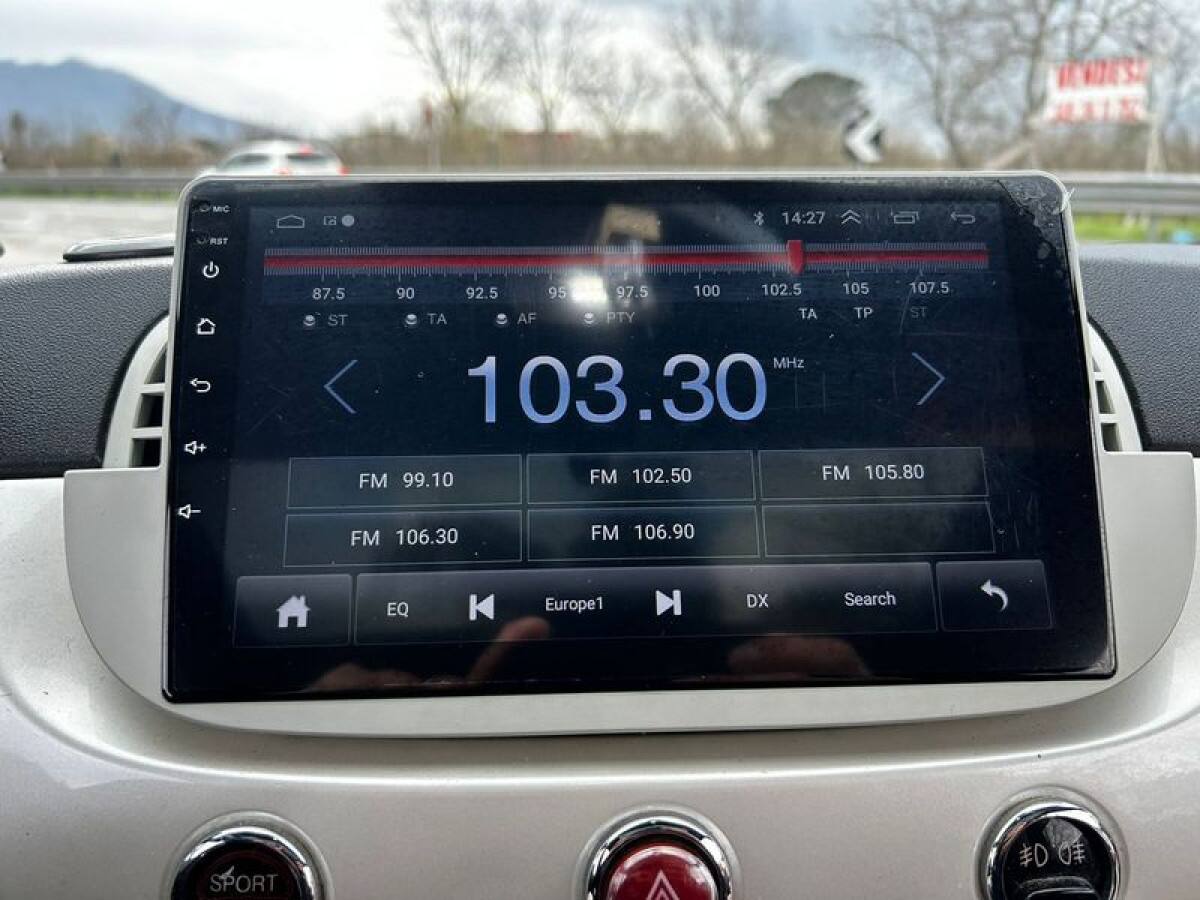 VENDESI
MIC
RST
14:27
87.5 90 92.5 95 97.5 100 102.5 105 107.5
ST TA AF PTY TA TP ST
103.30 MHz
FM 99.10 FM 102.50 FM 105.80
FM 106.30 FM 106.90
EQ Europe1 DX Search
SPORT